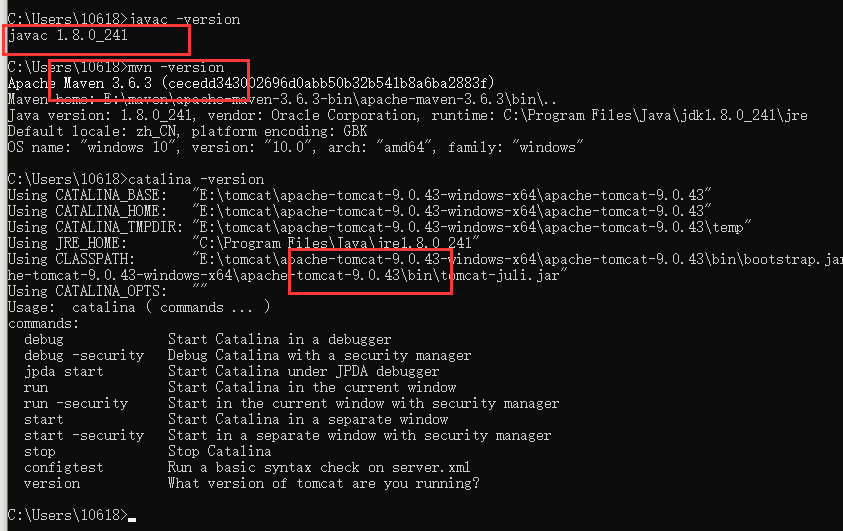 C:\Users\10618>javac -version
javac 1.8.0_241
C:\Users\10618>mvn -version
Apache Maven 3.6.3 (cecedd343002696d0abb50b32b541b8a6ba2883f)
Maven home: E:\maven\apache-maven-3.6.3-bin\apache-maven-3.6.3\bin\..
Java version: 1.8.0_241, vendor: Oracle Corporation, runtime: C:\Program Files\Java\jdk1.8.0_241\jre
Default locale: zh_CN, platform encoding: GBK
OS name: "windows 10", version: "10.0", arch: "amd64", family: "windows"
C:\Users\10618>catalina -version
Using CATALINA_BASE:   "E:\tomcat\apache-tomcat-9.0.43-windows-x64\apache-tomcat-9.0.43"
Using CATALINA_HOME:   "E:\tomcat\apache-tomcat-9.0.43-windows-x64\apache-tomcat-9.0.43"
Using CATALINA_TMPDIR: "E:\tomcat\apache-tomcat-9.0.43-windows-x64\apache-tomcat-9.0.43\temp"
Using JRE_HOME:        "C:\Program Files\Java\jre1.8.0_241"
Using CLASSPATH:       "E:\tomcat\apache-tomcat-9.0.43-windows-x64\apache-tomcat-9.0.43\bin\bootstrap.jar
he-tomcat-9.0.43-windows-x64\apache-tomcat-9.0.43\bin\tomcat-juli.jar"
Using CATALINA_OPTS:   ""
Usage:  catalina ( commands ... )
commands:
debug             Start Catalina in a debugger
debug -security   Debug Catalina with a security manager
jpda start        Start Catalina under JPDA debugger
run               Start Catalina in the current window
run -security     Start in the current window with security manager
start             Start Catalina in a separate window
start -security   Start in a separate window with security manager
stop              Stop Catalina
configtest        Run a basic syntax check on server.xml
version           What version of tomcat are you running?
C:\Users\10618>